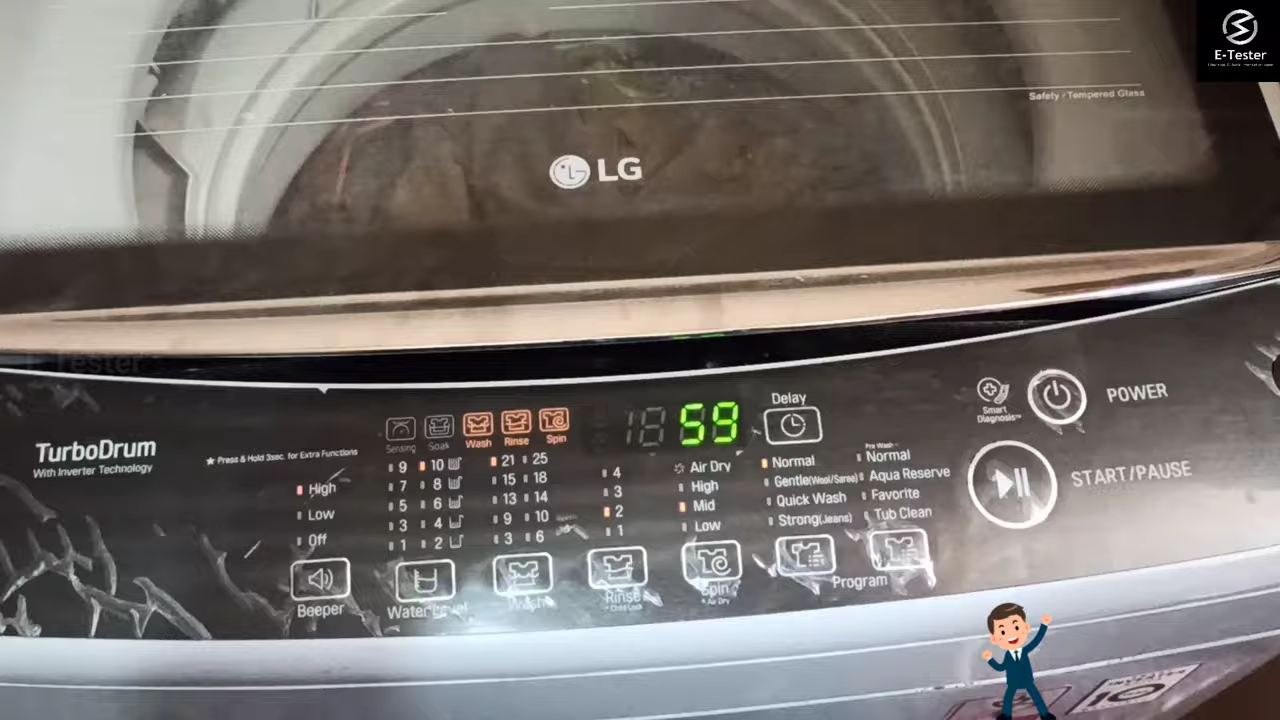 E-Tester
Safety / Tempered Glass
LG
E-Tester
TurboDrum
With Inverter Technology
★ Press & Hold 3sec. for Extra Functions
High
Low
Off
Beeper
Sensing
Soak
Wash
Rinse
Spin
9 10
7 8
5 6
3 4
1 2
Water Level
21 25
15 18
13 14
9 10
3 6
Wash
4
3
2
1
Rinse
* Child Lock
59
Air Dry
High
Mid
Low
Spin
* Air Dry
Delay
Normal
Gentle(Wool/Saree)
Quick Wash
Strong(Jeans)
Pre Wash
Normal
Aqua Reserve
Favorite
Tub Clean
Program
Smart
Diagnosis™
POWER
START/PAUSE
10